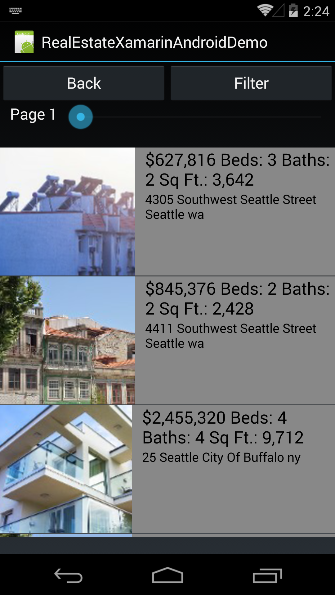 2:24
RealEstateXamarinAndroidDemo
Back
Filter
Page 1
$627,816 Beds: 3 Baths:
2 Sq Ft.: 3,642
4305 Southwest Seattle Street
Seattle wa
$845,376 Beds: 2 Baths:
2 Sq Ft.: 2,428
4411 Southwest Seattle Street
Seattle wa
$2,455,320 Beds: 4
Baths: 4 Sq Ft.: 9,712
25 Seattle City Of Buffalo ny